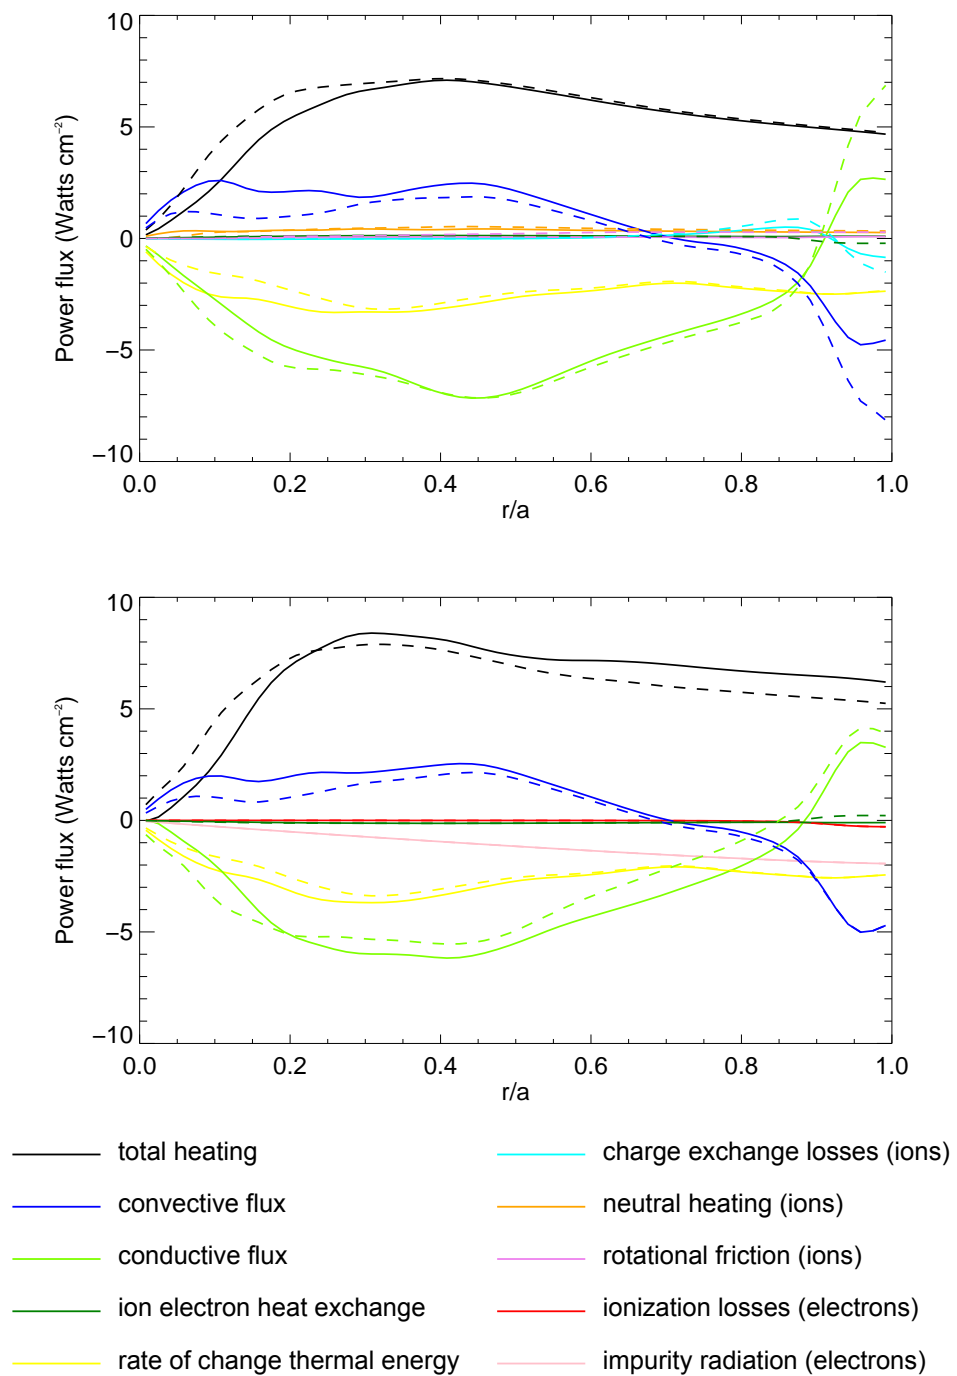 10
5
0
−5
−10
Power flux (Watts cm⁻²)
0.0 0.2 0.4 0.6 0.8 1.0
r/a
10
5
0
−5
−10
Power flux (Watts cm⁻²)
0.0 0.2 0.4 0.6 0.8 1.0
r/a
total heating
convective flux
conductive flux
ion electron heat exchange
rate of change thermal energy
charge exchange losses (ions)
neutral heating (ions)
rotational friction (ions)
ionization losses (electrons)
impurity radiation (electrons)